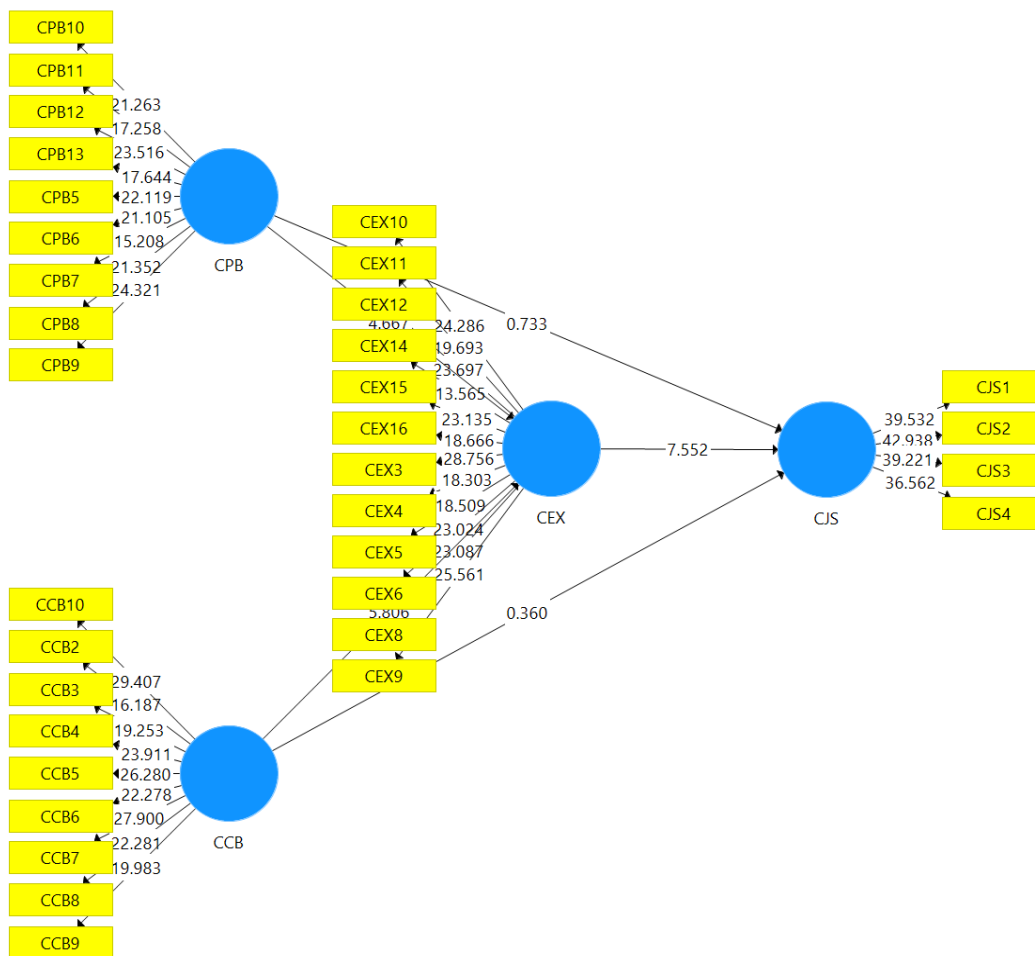 CPB10
CPB11
CPB12
CPB13
CPB5
CPB6
CPB7
CPB8
CPB9
21.263
17.258
23.516
17.644
22.119
21.105
15.208
21.352
24.321
CPB
CEX10
CEX11
CEX12
CEX14
CEX15
CEX16
CEX3
CEX4
CEX5
CEX6
CEX8
CEX9
4.667
24.286
19.693
23.697
13.565
23.135
18.666
28.756
18.303
18.509
23.024
23.087
25.561
5.806
CEX
0.733
7.552
0.360
CJS
39.532
42.938
39.221
36.562
CJS1
CJS2
CJS3
CJS4
CCB10
CCB2
CCB3
CCB4
CCB5
CCB6
CCB7
CCB8
CCB9
29.407
16.187
19.253
23.911
26.280
22.278
27.900
22.281
19.983
CCB